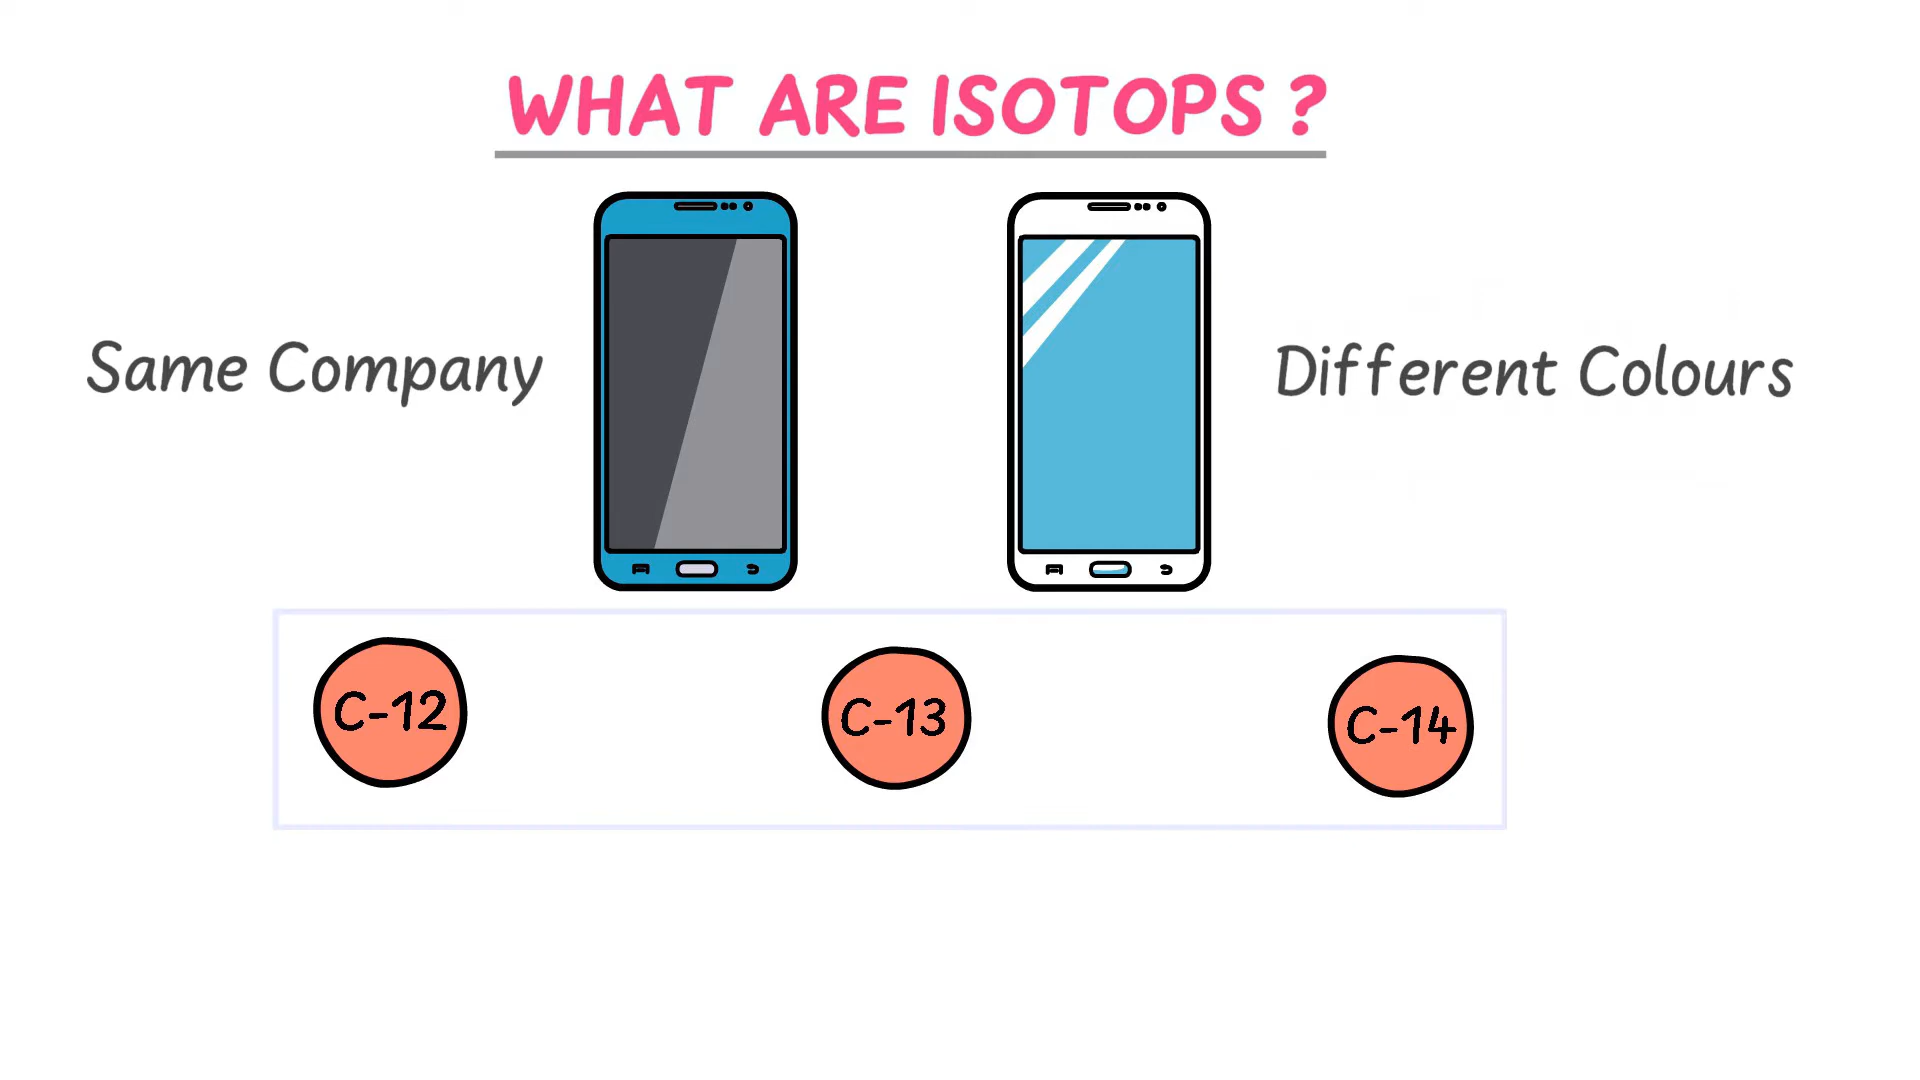 WHAT ARE ISOTOPS ?
Same Company
Different Colours
C-12
C-13
C-14